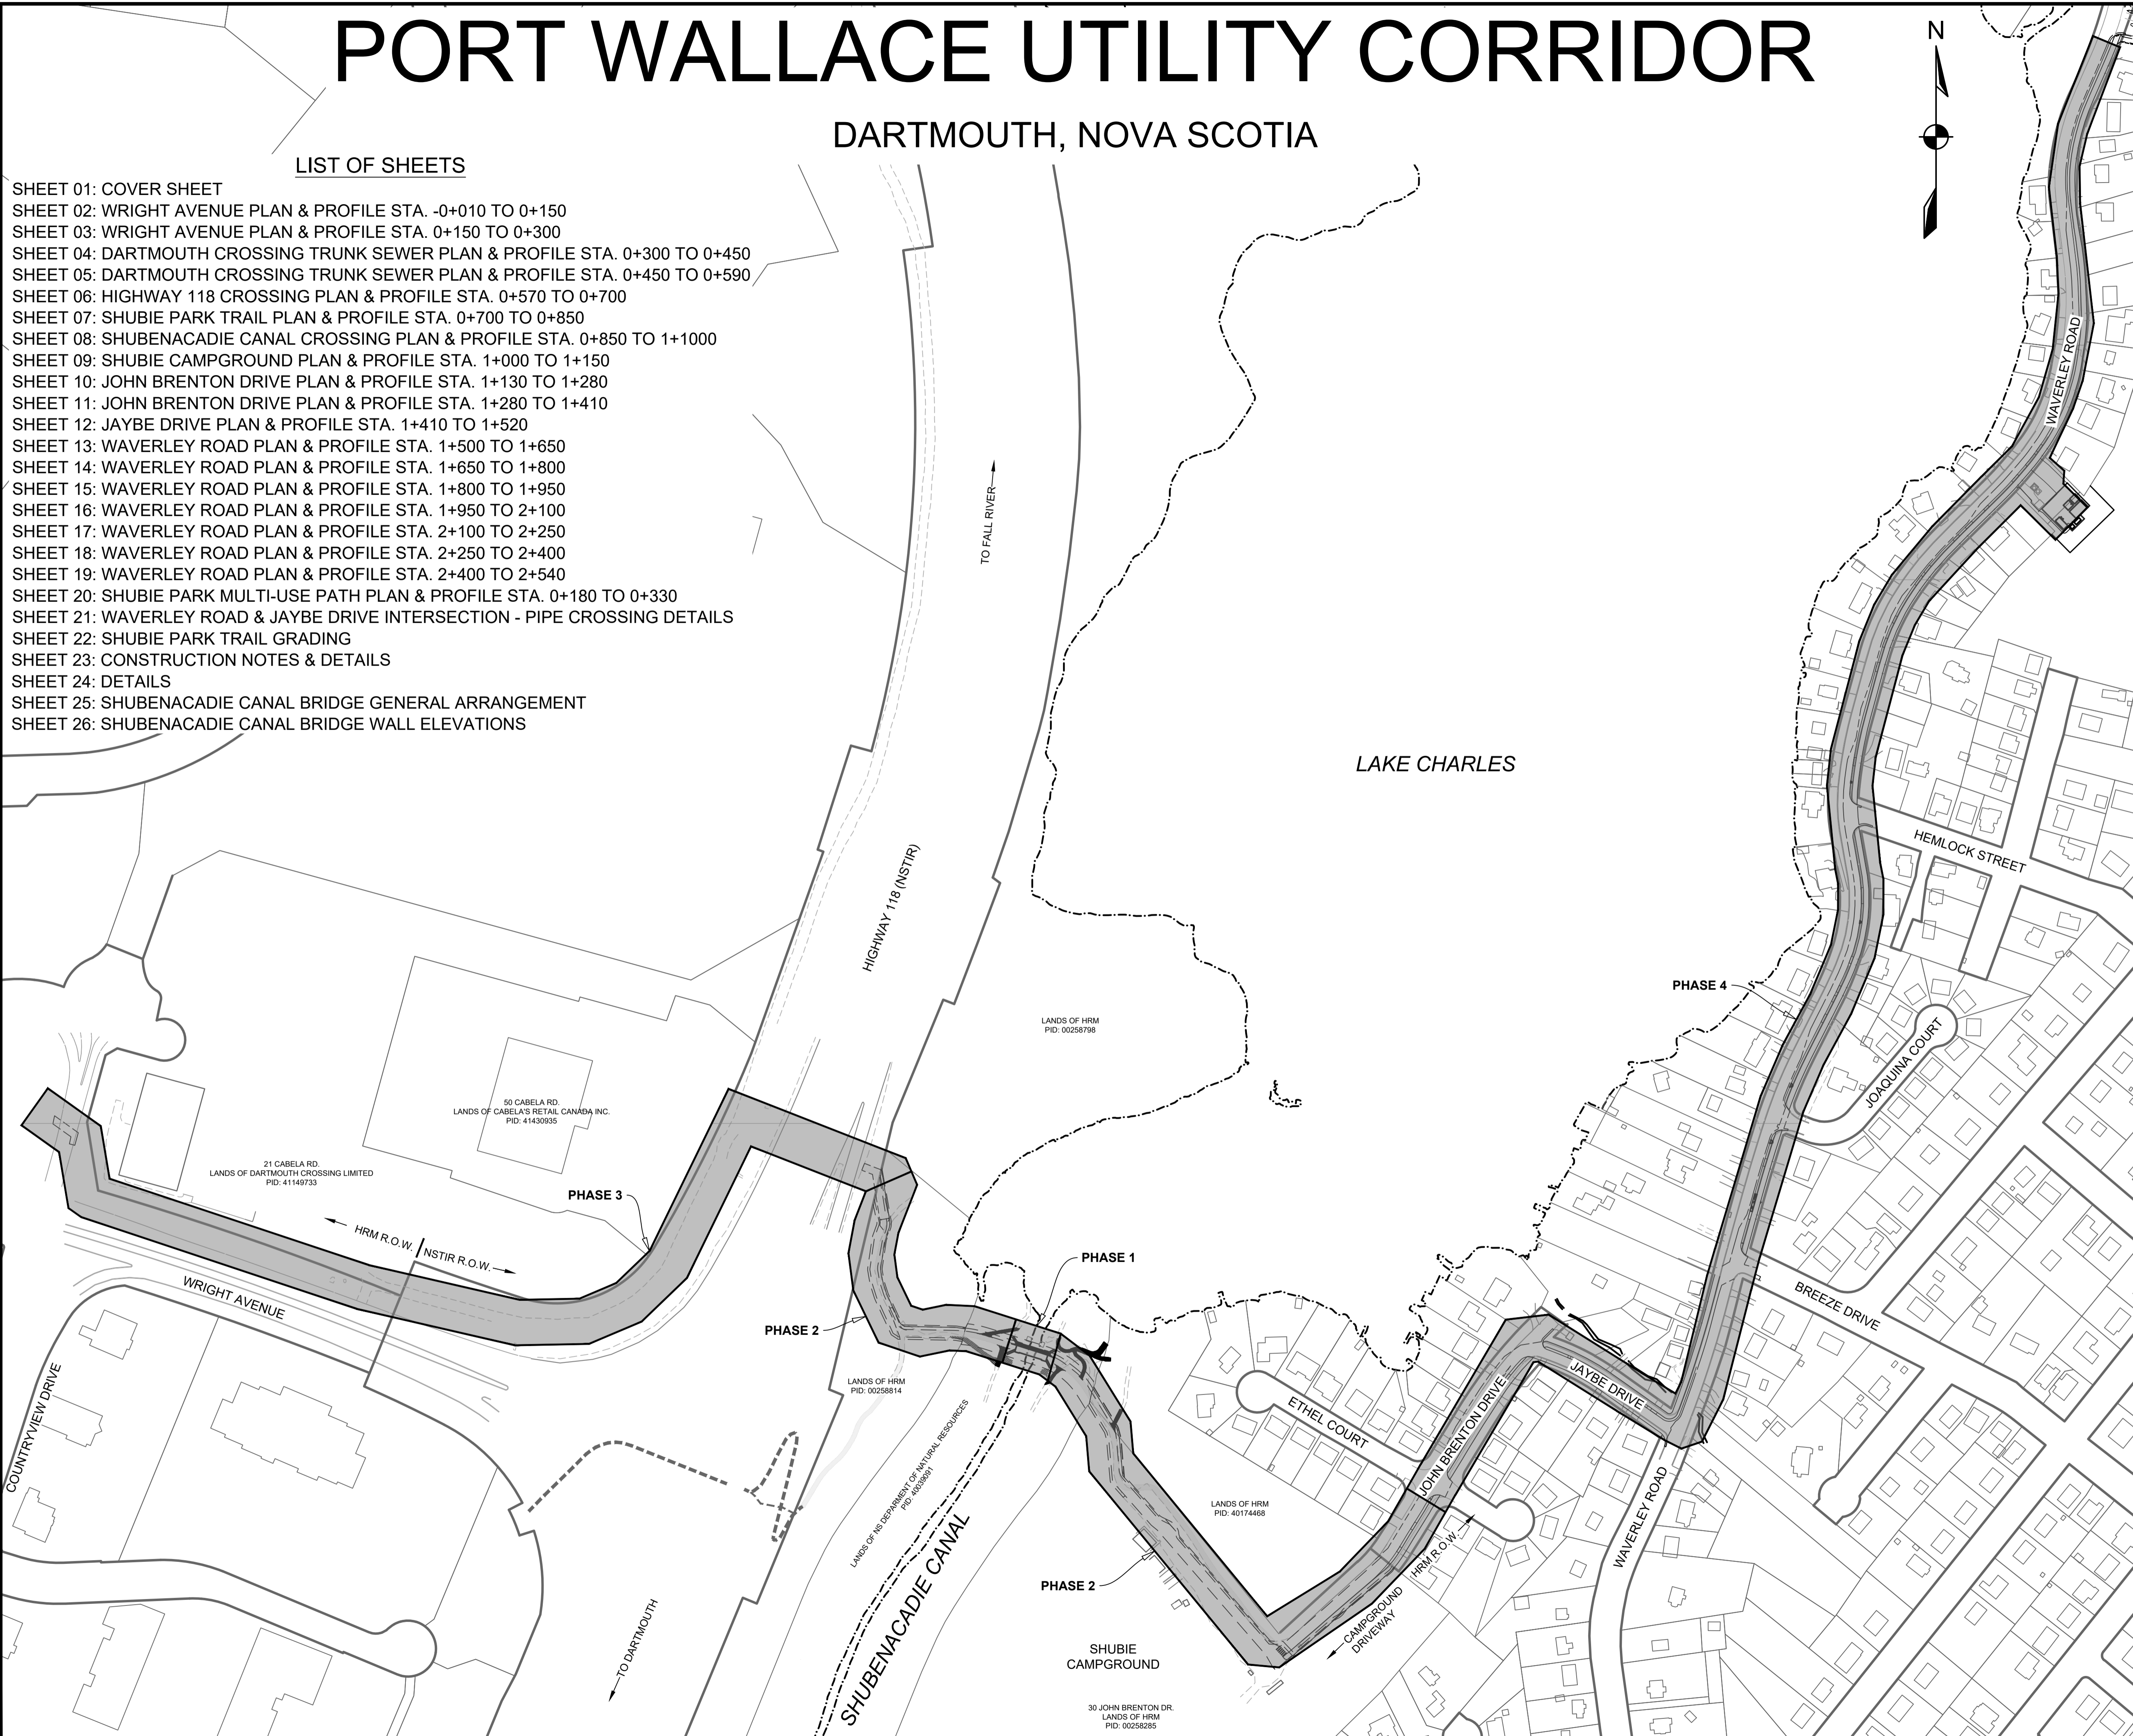 PORT WALLACE UTILITY CORRIDOR
DARTMOUTH, NOVA SCOTIA
N
LIST OF SHEETS
SHEET 01: COVER SHEET
SHEET 02: WRIGHT AVENUE PLAN & PROFILE STA. -0+010 TO 0+150
SHEET 03: WRIGHT AVENUE PLAN & PROFILE STA. 0+150 TO 0+300
SHEET 04: DARTMOUTH CROSSING TRUNK SEWER PLAN & PROFILE STA. 0+300 TO 0+450
SHEET 05: DARTMOUTH CROSSING TRUNK SEWER PLAN & PROFILE STA. 0+450 TO 0+590
SHEET 06: HIGHWAY 118 CROSSING PLAN & PROFILE STA. 0+570 TO 0+700
SHEET 07: SHUBIE PARK TRAIL PLAN & PROFILE STA. 0+700 TO 0+850
SHEET 08: SHUBENACADIE CANAL CROSSING PLAN & PROFILE STA. 0+850 TO 1+1000
SHEET 09: SHUBIE CAMPGROUND PLAN & PROFILE STA. 1+000 TO 1+150
SHEET 10: JOHN BRENTON DRIVE PLAN & PROFILE STA. 1+130 TO 1+280
SHEET 11: JOHN BRENTON DRIVE PLAN & PROFILE STA. 1+280 TO 1+410
SHEET 12: JAYBE DRIVE PLAN & PROFILE STA. 1+410 TO 1+520
SHEET 13: WAVERLEY ROAD PLAN & PROFILE STA. 1+500 TO 1+650
SHEET 14: WAVERLEY ROAD PLAN & PROFILE STA. 1+650 TO 1+800
SHEET 15: WAVERLEY ROAD PLAN & PROFILE STA. 1+800 TO 1+950
SHEET 16: WAVERLEY ROAD PLAN & PROFILE STA. 1+950 TO 2+100
SHEET 17: WAVERLEY ROAD PLAN & PROFILE STA. 2+100 TO 2+250
SHEET 18: WAVERLEY ROAD PLAN & PROFILE STA. 2+250 TO 2+400
SHEET 19: WAVERLEY ROAD PLAN & PROFILE STA. 2+400 TO 2+540
SHEET 20: SHUBIE PARK MULTI-USE PATH PLAN & PROFILE STA. 0+180 TO 0+330
SHEET 21: WAVERLEY ROAD & JAYBE DRIVE INTERSECTION - PIPE CROSSING DETAILS
SHEET 22: SHUBIE PARK TRAIL GRADING
SHEET 23: CONSTRUCTION NOTES & DETAILS
SHEET 24: DETAILS
SHEET 25: SHUBENACADIE CANAL BRIDGE GENERAL ARRANGEMENT
SHEET 26: SHUBENACADIE CANAL BRIDGE WALL ELEVATIONS
WAVERLEY ROAD
TO FALL RIVER
LAKE CHARLES
HEMLOCK STREET
HIGHWAY 118 (NSTIR)
PHASE 4
LANDS OF HRM
PID: 00258798
JOAQUINA COURT
50 CABELA RD.
LANDS OF CABELA'S RETAIL CANADA INC.
PID: 41430935
21 CABELA RD.
LANDS OF DARTMOUTH CROSSING LIMITED
PID: 41149733
PHASE 3
HRM R.O.W.
NSTIR R.O.W.
PHASE 1
WRIGHT AVENUE
BREEZE DRIVE
PHASE 2
LANDS OF HRM
PID: 00258814
JAYBE DRIVE
COUNTRYVIEW DRIVE
ETHEL COURT
JOHN BRENTON DRIVE
LANDS OF NS DEPARMENT OF NATURAL RESOURCES
PID: 40039091
LANDS OF HRM
PID: 40174468
WAVERLEY ROAD
HRM R.O.W.
PHASE 2
CAMPGROUND
DRIVEWAY
TO DARTMOUTH
SHUBENACADIE CANAL
SHUBIE
CAMPGROUND
30 JOHN BRENTON DR.
LANDS OF HRM
PID: 00258285